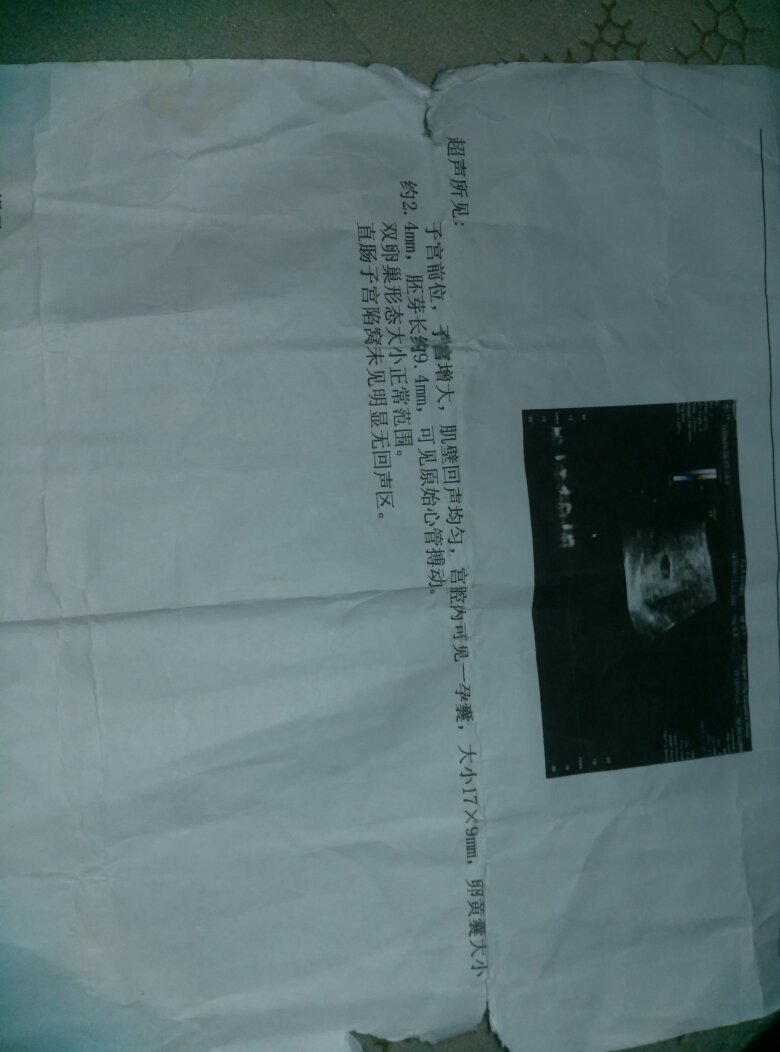 超声所见:
子宫前位，子宫增大，肌壁回声均匀，宫腔内可见一孕囊，大小17×9mm，卵黄囊大小
约2.4mm，胚芽长约9.4mm，可见原始心管搏动。
双卵巢形态大小正常范围。
直肠子宫陷窝未见明显无回声区。